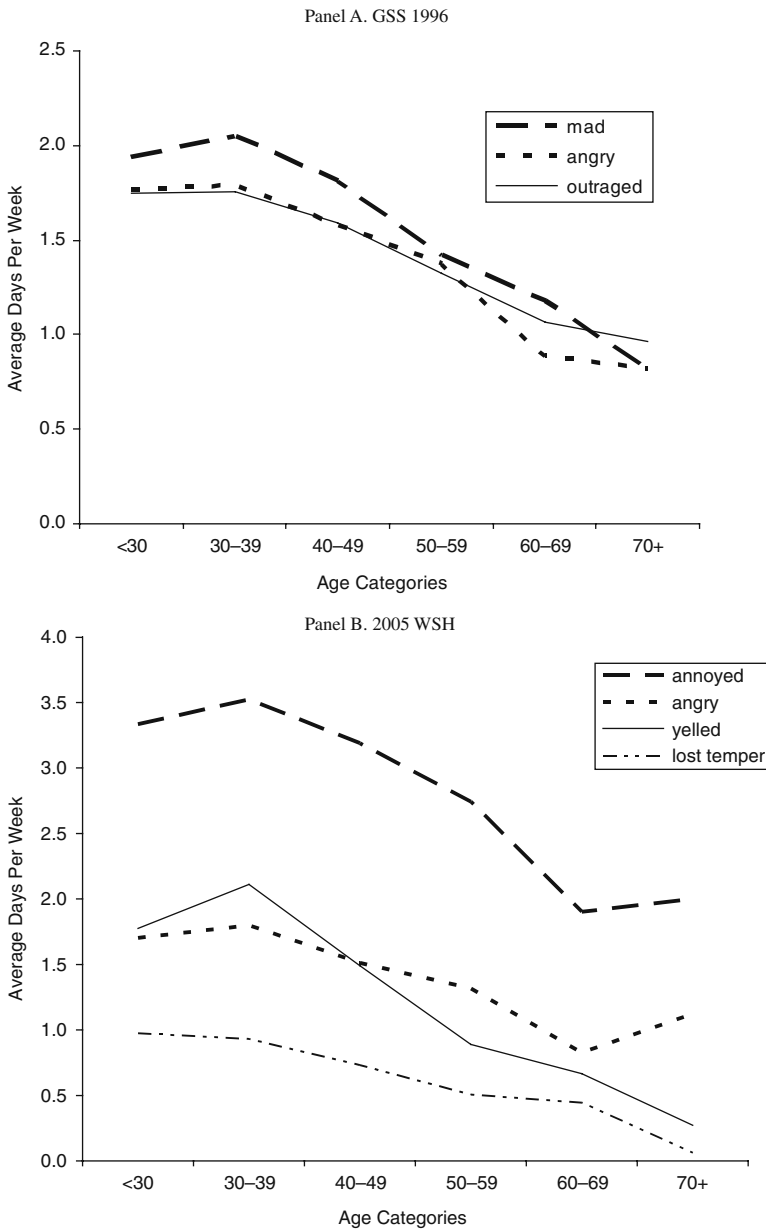 Panel A. GSS 1996
2.5
2.0
1.5
1.0
0.5
0.0
Average Days Per Week
mad
angry
outraged
<30 30–39 40–49 50–59 60–69 70+
Age Categories
Panel B. 2005 WSH
4.0
3.5
3.0
2.5
2.0
1.5
1.0
0.5
0.0
Average Days Per Week
annoyed
angry
yelled
lost temper
<30 30–39 40–49 50–59 60–69 70+
Age Categories